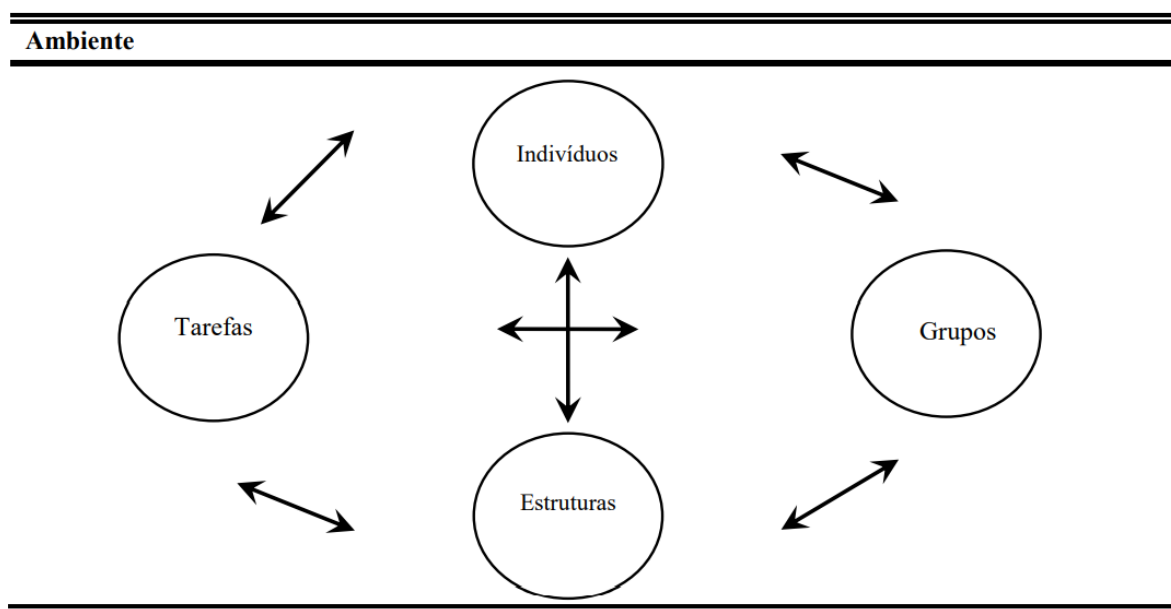 Ambiente
Indivíduos
Tarefas
Grupos
Estruturas